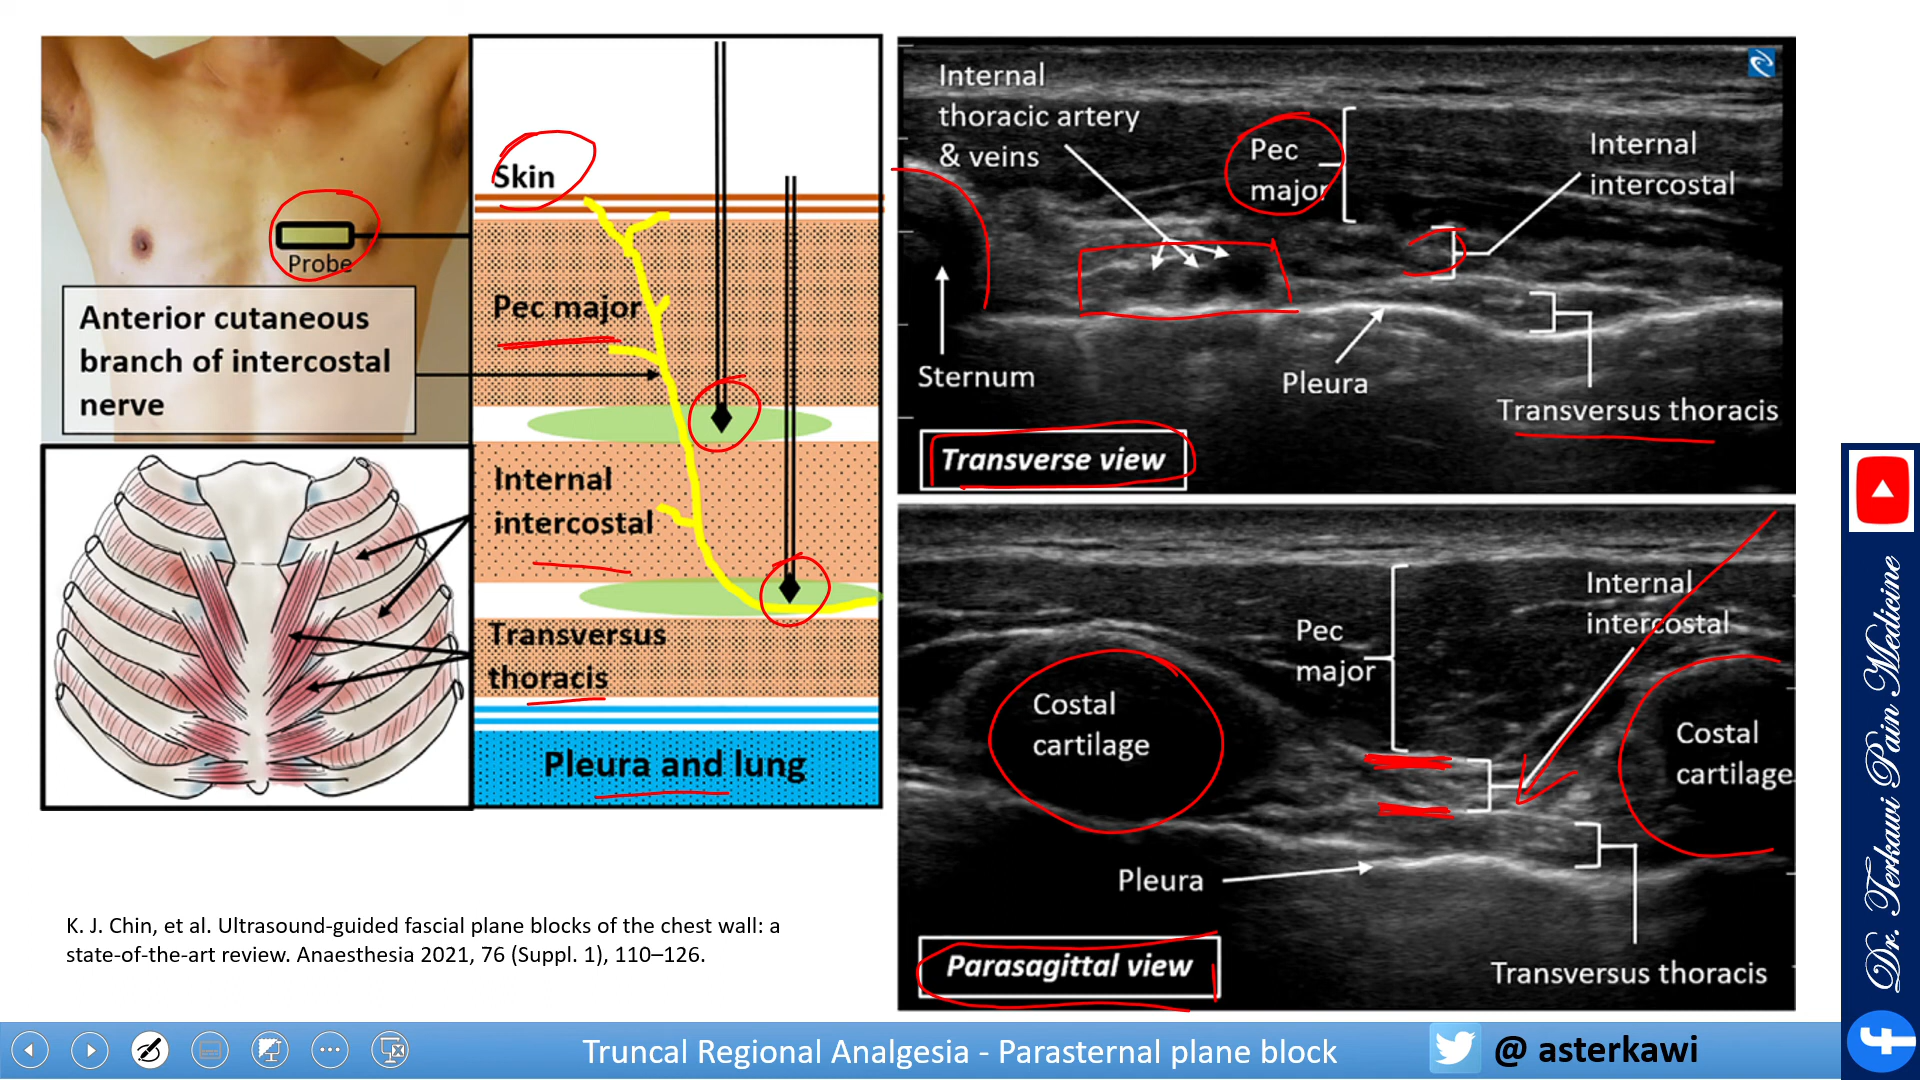 Probe
Anterior cutaneous
branch of intercostal
nerve
Skin
Pec major
Internal
intercostal
Transversus
thoracis
Pleura and lung
Internal
thoracic artery
& veins
Pec
major
Internal
intercostal
Sternum
Pleura
Transversus thoracis
Transverse view
Internal
intercostal
Pec
major
Costal
cartilage
Costal
cartilage
Pleura
Transversus thoracis
Parasagittal view
K. J. Chin, et al. Ultrasound-guided fascial plane blocks of the chest wall: a
state-of-the-art review. Anaesthesia 2021, 76 (Suppl. 1), 110–126.
Dr. Terkawi Pain Medicine
Truncal Regional Analgesia - Parasternal plane block
@ asterkawi